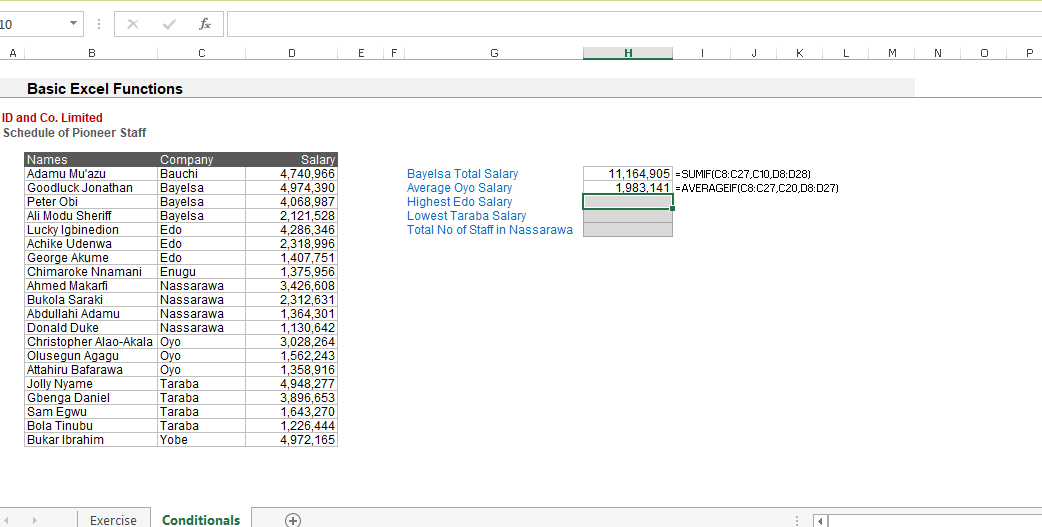 10 fx
A B C D E F G H I J K L M N O P
Basic Excel Functions
ID and Co. Limited
Schedule of Pioneer Staff
Names Company Salary
Adamu Mu'azu Bauchi 4,740,966 Bayelsa Total Salary 11,164,905 =SUMIF(C8:C27,C10,D8:D28)
Goodluck Jonathan Bayelsa 4,974,390 Average Oyo Salary 1,983,141 =AVERAGEIF(C8:C27,C20,D8:D27)
Peter Obi Bayelsa 4,068,987 Highest Edo Salary
Ali Modu Sheriff Bayelsa 2,121,528 Lowest Taraba Salary
Lucky Igbinedion Edo 4,286,346 Total No of Staff in Nassarawa
Achike Udenwa Edo 2,318,996
George Akume Edo 1,407,751
Chimaroke Nnamani Enugu 1,375,956
Ahmed Makarfi Nassarawa 3,426,608
Bukola Saraki Nassarawa 2,312,631
Abdullahi Adamu Nassarawa 1,364,301
Donald Duke Nassarawa 1,130,642
Christopher Alao-Akala Oyo 3,028,264
Olusegun Agagu Oyo 1,562,243
Attahiru Bafarawa Oyo 1,358,916
Jolly Nyame Taraba 4,948,277
Gbenga Daniel Taraba 3,896,653
Sam Egwu Taraba 1,643,270
Bola Tinubu Taraba 1,226,444
Bukar Ibrahim Yobe 4,972,165
Exercise Conditionals